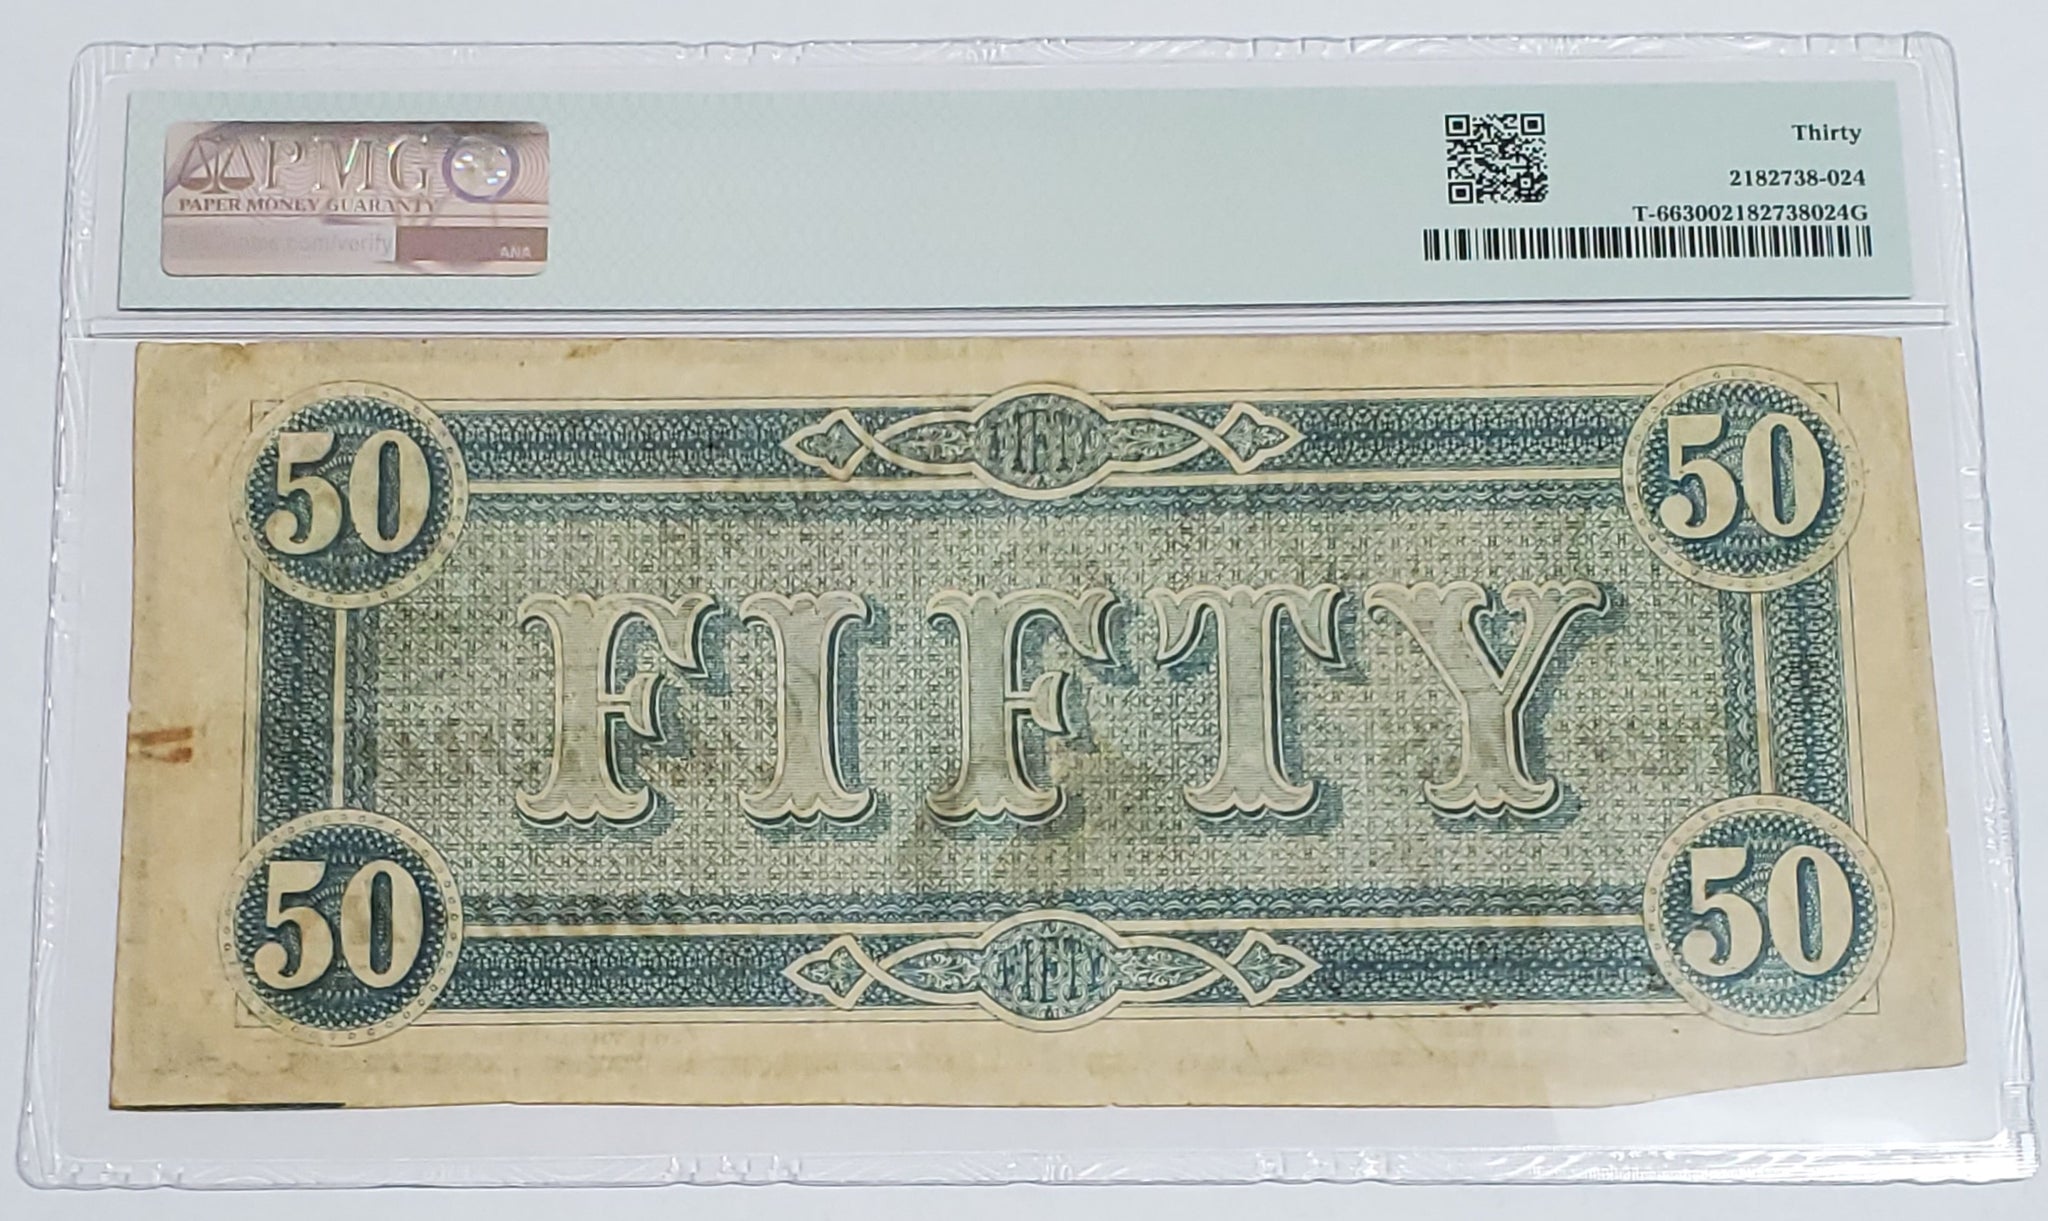 PMG
PAPER MONEY GUARANTY
ANA
Thirty
2182738-024
T-663002182738024G
50 FIFTY 50
FIFTY
50 FIFTY 50